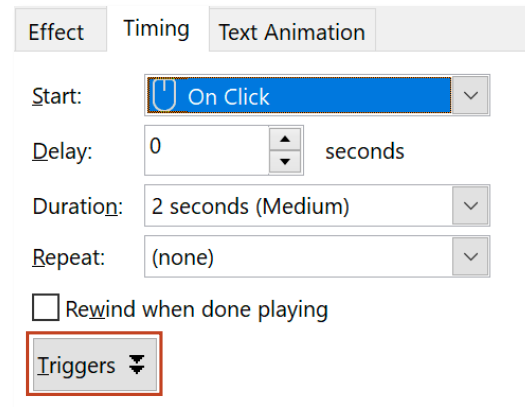 Effect Timing Text Animation
Start: On Click
Delay: 0 seconds
Duration: 2 seconds (Medium)
Repeat: (none)
Rewind when done playing
Triggers